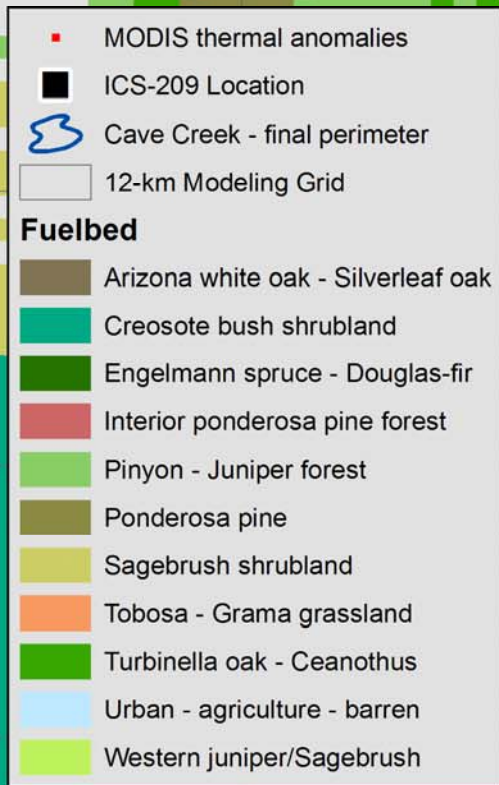 MODIS thermal anomalies
ICS-209 Location
Cave Creek - final perimeter
12-km Modeling Grid
Fuelbed
Arizona white oak - Silverleaf oak
Creosote bush shrubland
Engelmann spruce - Douglas-fir
Interior ponderosa pine forest
Pinyon - Juniper forest
Ponderosa pine
Sagebrush shrubland
Tobosa - Grama grassland
Turbinella oak - Ceanothus
Urban - agriculture - barren
Western juniper/Sagebrush